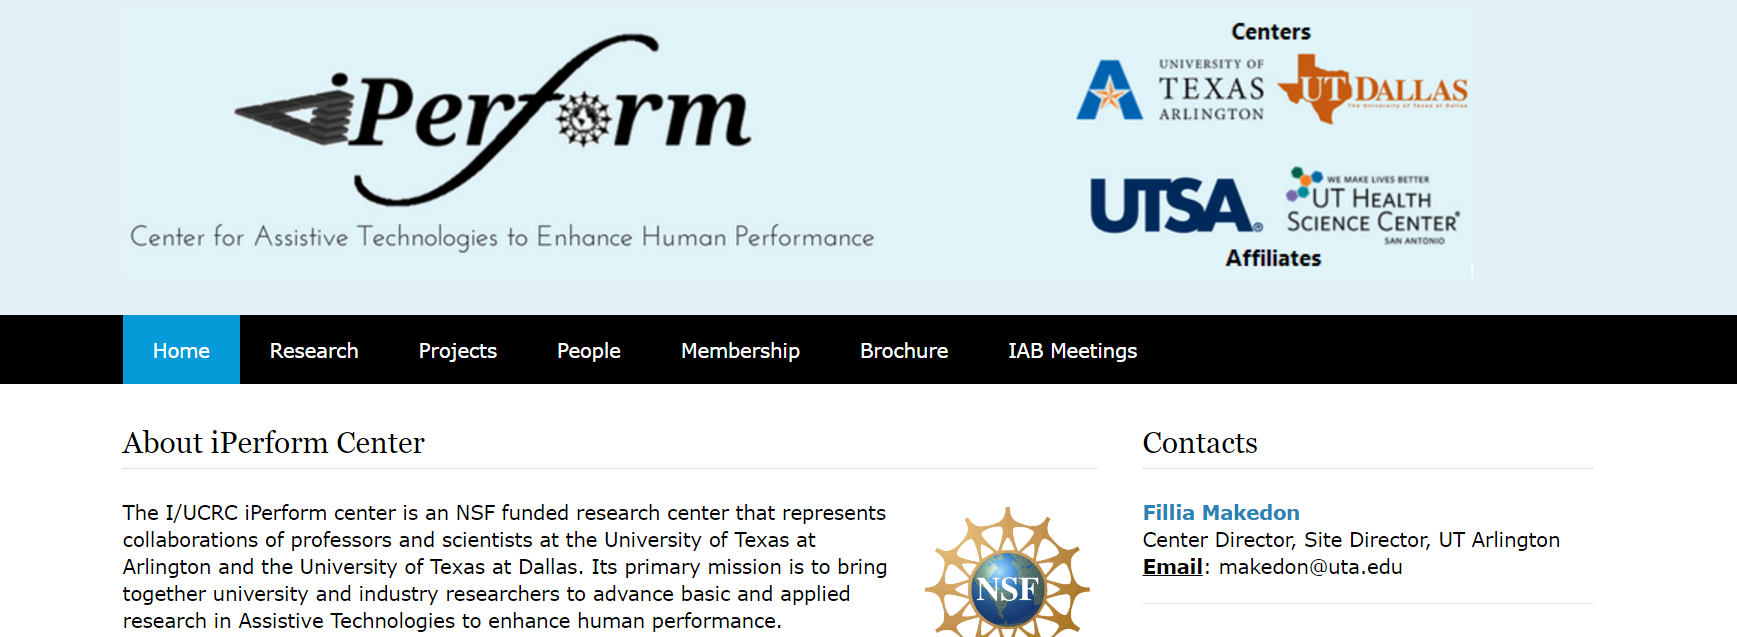 iPerform
Center for Assistive Technologies to Enhance Human Performance
Centers
UNIVERSITY OF
TEXAS
ARLINGTON
UT DALLAS
The University of Texas at Dallas
UTSA®
WE MAKE LIVES BETTER
UT HEALTH
SCIENCE CENTER®
SAN ANTONIO
Affiliates
Home Research Projects People Membership Brochure IAB Meetings
About iPerform Center
The I/UCRC iPerform center is an NSF funded research center that represents
collaborations of professors and scientists at the University of Texas at
Arlington and the University of Texas at Dallas. Its primary mission is to bring
together university and industry researchers to advance basic and applied
research in Assistive Technologies to enhance human performance.
NSF
Contacts
Fillia Makedon
Center Director, Site Director, UT Arlington
Email: makedon@uta.edu